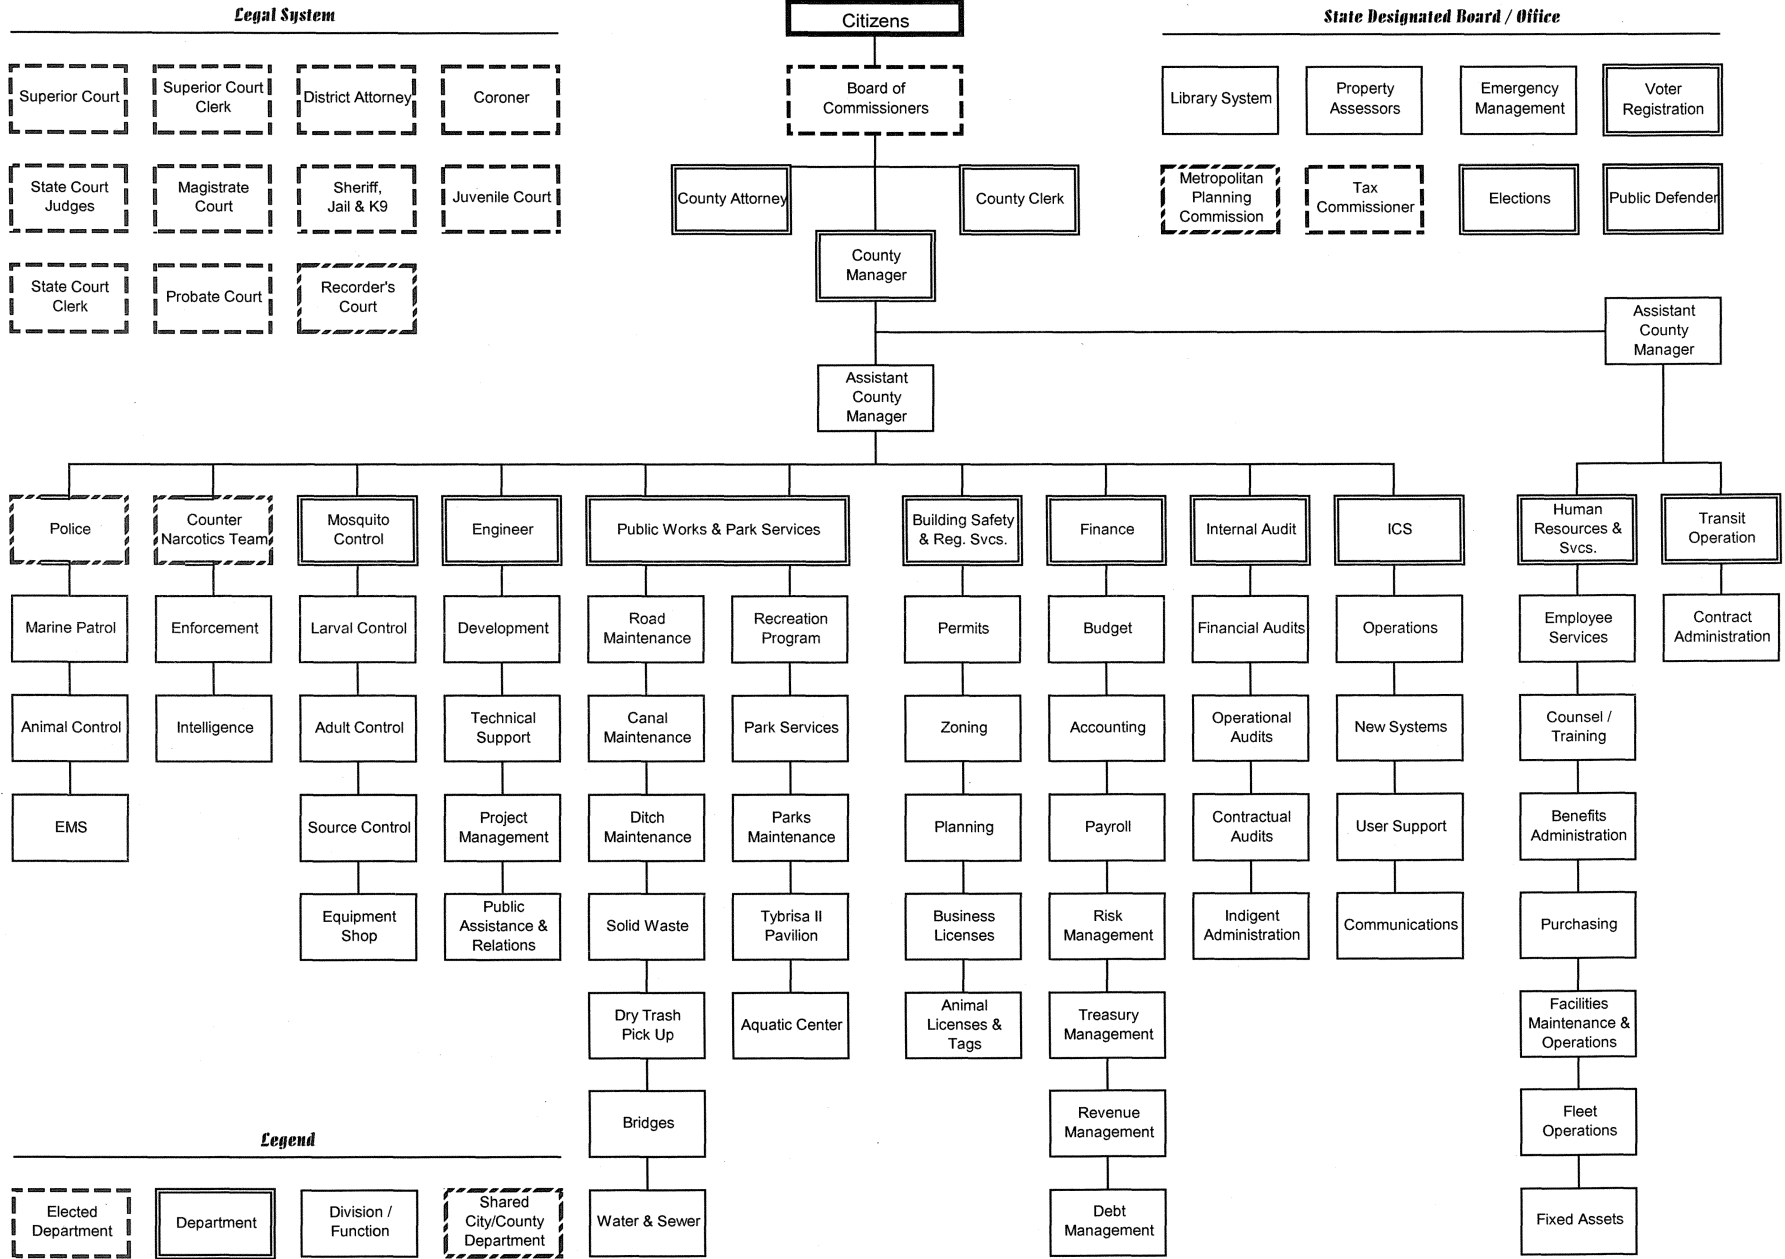 Legal System
Citizens
State Designated Board / Office
Superior Court
Superior Court
Clerk
District Attorney
Coroner
Board of
Commissioners
Library System
Property
Assessors
Emergency
Management
Voter
Registration
State Court
Judges
Magistrate
Court
Sheriff,
Jail & K9
Juvenile Court
County Attorney
County Clerk
Metropolitan
Planning
Commission
Tax
Commissioner
Elections
Public Defender
County
Manager
State Court
Clerk
Probate Court
Recorder's
Court
Assistant
County
Manager
Assistant
County
Manager
Police
Counter
Narcotics Team
Mosquito
Control
Engineer
Public Works & Park Services
Building Safety
& Reg. Svcs.
Finance
Internal Audit
ICS
Human
Resources &
Svcs.
Transit
Operation
Marine Patrol
Enforcement
Larval Control
Development
Road
Maintenance
Recreation
Program
Permits
Budget
Financial Audits
Operations
Employee
Services
Contract
Administration
Animal Control
Intelligence
Adult Control
Technical
Support
Canal
Maintenance
Park Services
Zoning
Accounting
Operational
Audits
New Systems
Counsel /
Training
EMS
Source Control
Project
Management
Ditch
Maintenance
Parks
Maintenance
Planning
Payroll
Contractual
Audits
User Support
Benefits
Administration
Equipment
Shop
Public
Assistance &
Relations
Solid Waste
Tybrisa II
Pavilion
Business
Licenses
Risk
Management
Indigent
Administration
Communications
Purchasing
Dry Trash
Pick Up
Aquatic Center
Animal
Licenses &
Tags
Treasury
Management
Facilities
Maintenance &
Operations
Bridges
Revenue
Management
Fleet
Operations
Water & Sewer
Debt
Management
Fixed Assets
Legend
Elected
Department
Department
Division /
Function
Shared
City/County
Department